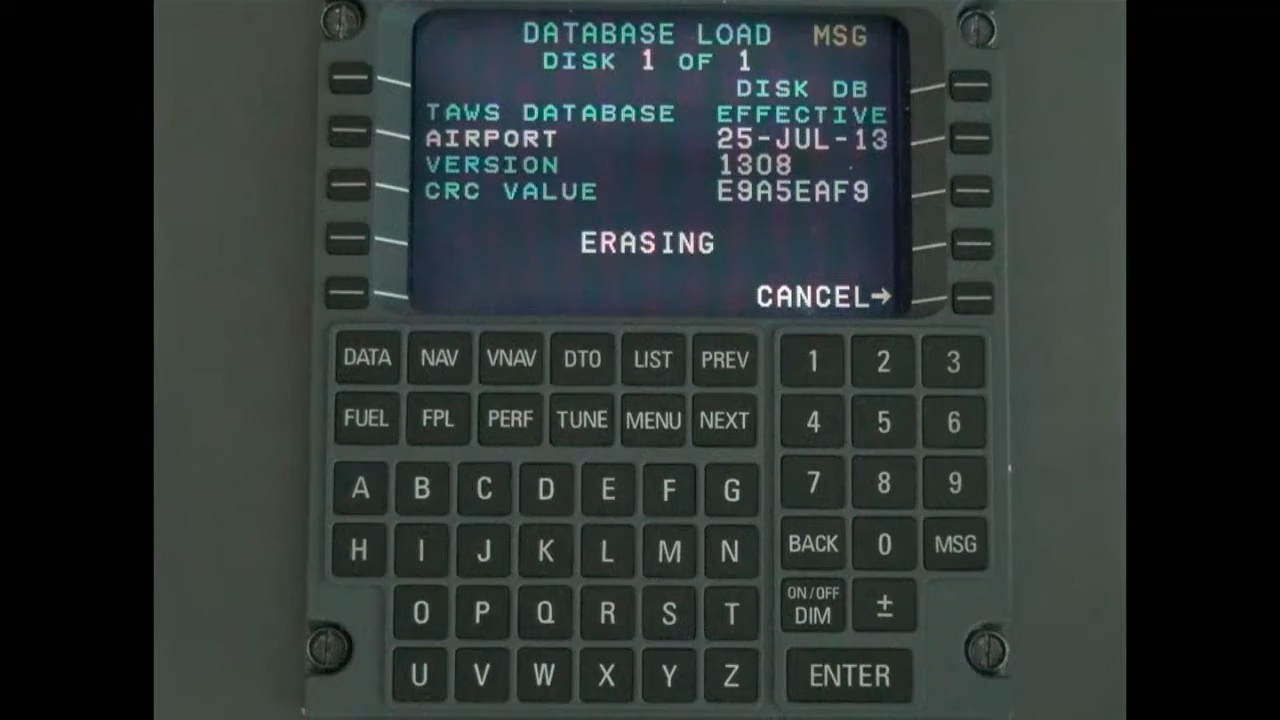 DATABASE LOAD MSG
DISK 1 OF 1
DISK DB
TAWS DATABASE EFFECTIVE
AIRPORT 25-JUL-13
VERSION 1308
CRC VALUE E9A5EAF9
ERASING
CANCEL→
DATA NAV VNAV DTO LIST PREV 1 2 3
FUEL FPL PERF TUNE MENU NEXT 4 5 6
A B C D E F G 7 8 9
H I J K L M N BACK 0 MSG
O P Q R S T ON/OFF DIM ±
U V W X Y Z ENTER